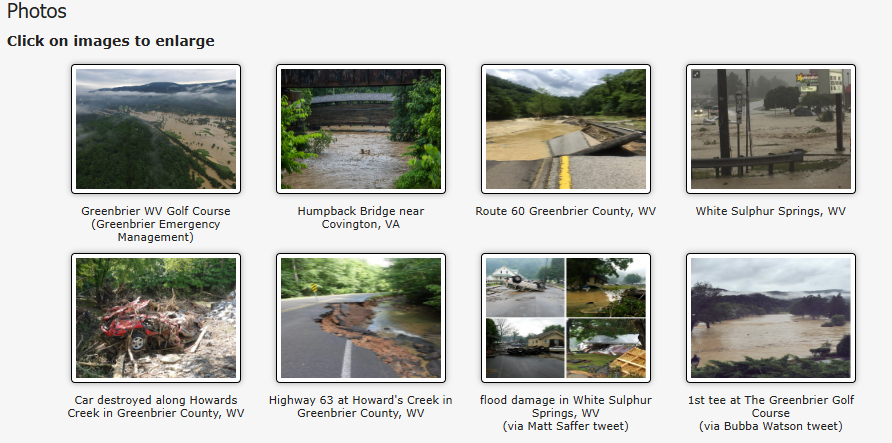 Photos
Click on images to enlarge
Greenbrier WV Golf Course
(Greenbrier Emergency
Management)
Humpback Bridge near
Covington, VA
Route 60 Greenbrier County, WV
White Sulphur Springs, WV
Car destroyed along Howards
Creek in Greenbrier County, WV
Highway 63 at Howard's Creek in
Greenbrier County, WV
flood damage in White Sulphur
Springs, WV
(via Matt Saffer tweet)
1st tee at The Greenbrier Golf
Course
(via Bubba Watson tweet)